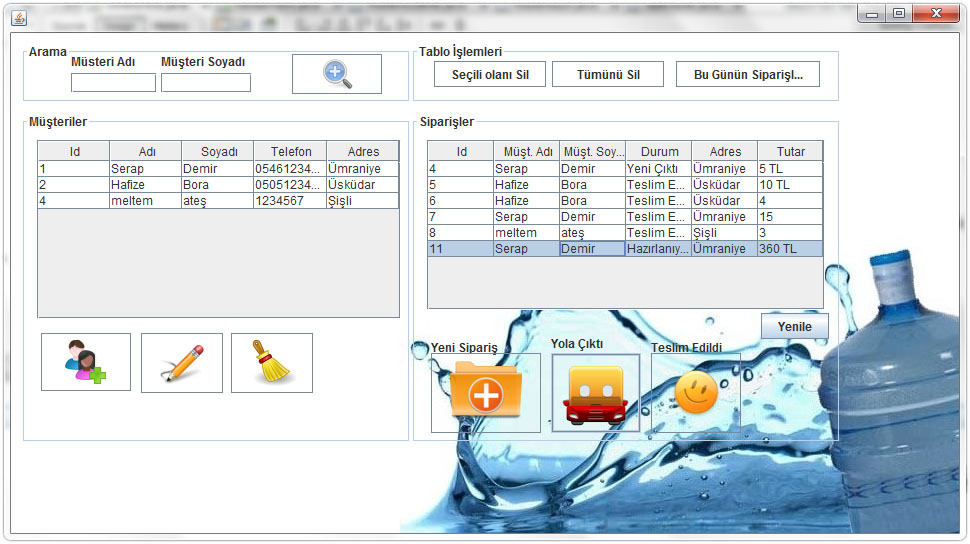 Arama
Müsteri Adı Müşteri Soyadı
Tablo İşlemleri
Seçili olanı Sil Tümünü Sil Bu Günün Siparişl...
Müşteriler
Id Adı Soyadı Telefon Adres
1 Serap Demir 05461234... Ümraniye
2 Hafize Bora 05051234... Üsküdar
4 meltem ateş 1234567 Şişli
Siparişler
Id Müşt. Adı Müşt. Soy... Durum Adres Tutar
4 Serap Demir Yeni Çıktı Ümraniye 5 TL
5 Hafize Bora Teslim E... Üsküdar 10 TL
6 Hafize Bora Teslim E... Üsküdar 4
7 Serap Demir Teslim E... Ümraniye 15
8 meltem ateş Teslim E... Şişli 3
11 Serap Demir Hazırlanıy... Ümraniye 360 TL
Yenile
Yeni Sipariş Yola Çıktı Teslim Edildi